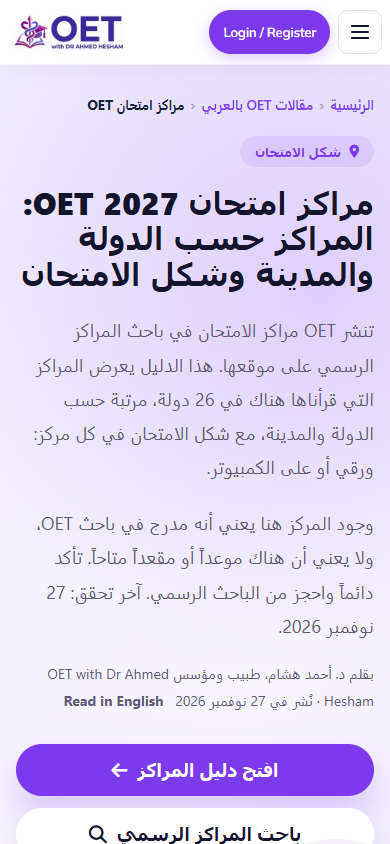 OET
with DR AHMED HESHAM
Login / Register
الرئيسية › مقالات OET بالعربي › مراكز امتحان OET
شكل الامتحان
مراكز امتحان OET 2027:
المراكز حسب الدولة
والمدينة وشكل الامتحان
تنشر OET مراكز الامتحان في باحث المراكز
الرسمي على موقعها. هذا الدليل يعرض المراكز
التي قرأناها هناك في 26 دولة، مرتبة حسب
الدولة والمدينة، مع شكل الامتحان في كل مركز:
ورقي أو على الكمبيوتر.
وجود المركز هنا يعني أنه مدرج في باحث OET،
ولا يعني أن هناك موعداً أو مقعداً متاحاً. تأكد
دائماً واحجز من الباحث الرسمي. آخر تحقق: 27
نوفمبر 2026.
بقلم د. أحمد هشام، طبيب ومؤسس OET with Dr Ahmed
Hesham · نُشر في 27 نوفمبر 2026 Read in English
افتح دليل المراكز
باحث المراكز الرسمي